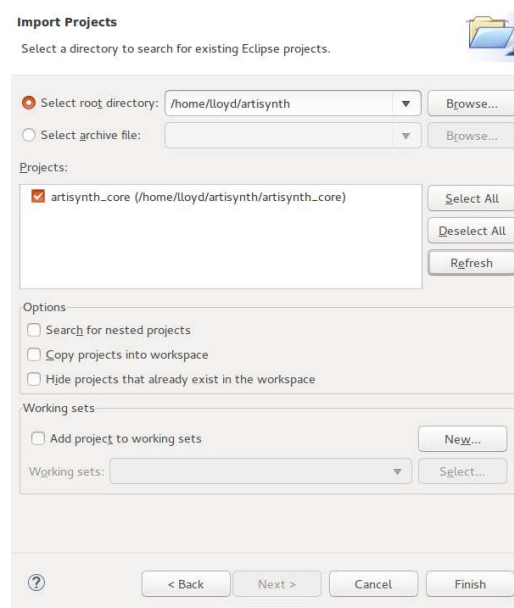 Import Projects
Select a directory to search for existing Eclipse projects.
Select root directory: /home/lloyd/artisynth Browse...
Select archive file: Browse...
Projects:
artisynth_core (/home/lloyd/artisynth/artisynth_core)
Select All
Deselect All
Refresh
Options
Search for nested projects
Copy projects into workspace
Hide projects that already exist in the workspace
Working sets
Add project to working sets New...
Working sets: Select...
? < Back Next > Cancel Finish